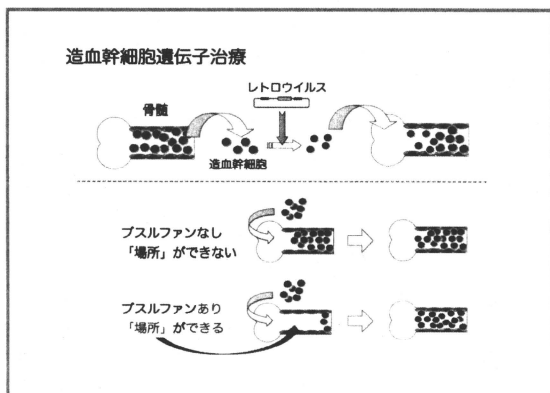 造血幹細胞遺伝子治療
レトロウイルス
骨髄
造血幹細胞
ブスルファンなし
「場所」ができない
ブスルファンあり
「場所」ができる